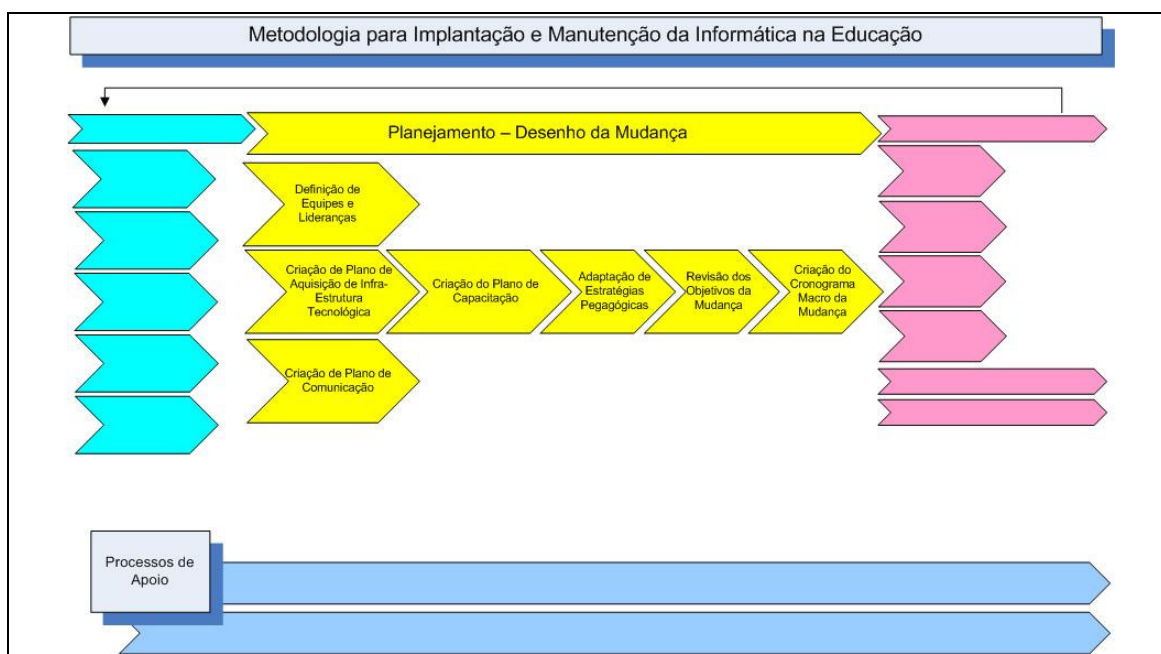 Metodologia para Implantação e Manutenção da Informática na Educação
Planejamento – Desenho da Mudança
Definição de
Equipes e
Lideranças
Criação de Plano de
Aquisição de Infra-
Estrutura
Tecnológica
Criação do Plano de
Capacitação
Adaptação de
Estratégias
Pegagógicas
Revisão dos
Objetivos da
Mudança
Criação do
Cronograma
Macro da
Mudança
Criação de Plano de
Comunicação
Processos de
Apoio